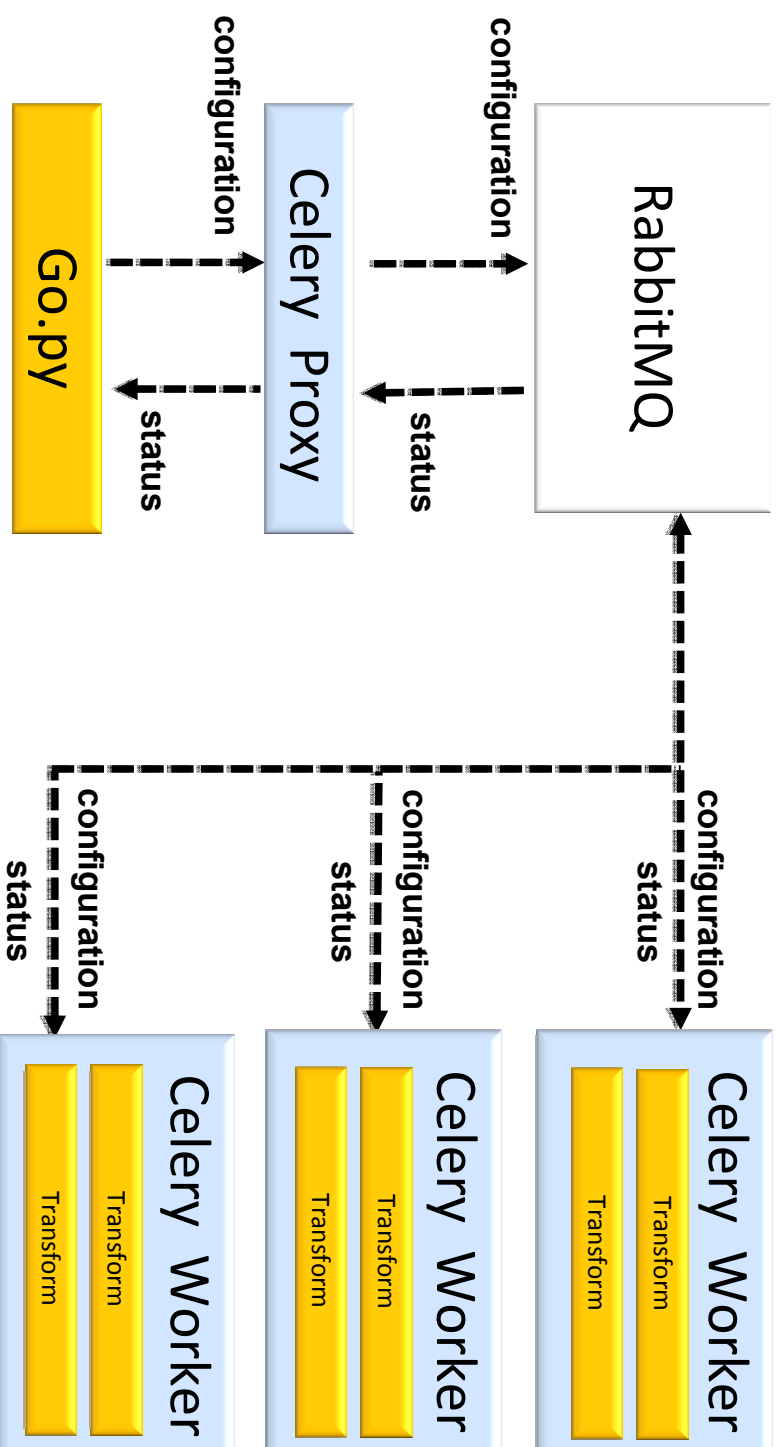 RabbitMQ
configuration
status
Celery Proxy
configuration
status
Go.py
configuration
status
Celery Worker
Transform
Transform
configuration
status
Celery Worker
Transform
Transform
configuration
status
Celery Worker
Transform
Transform